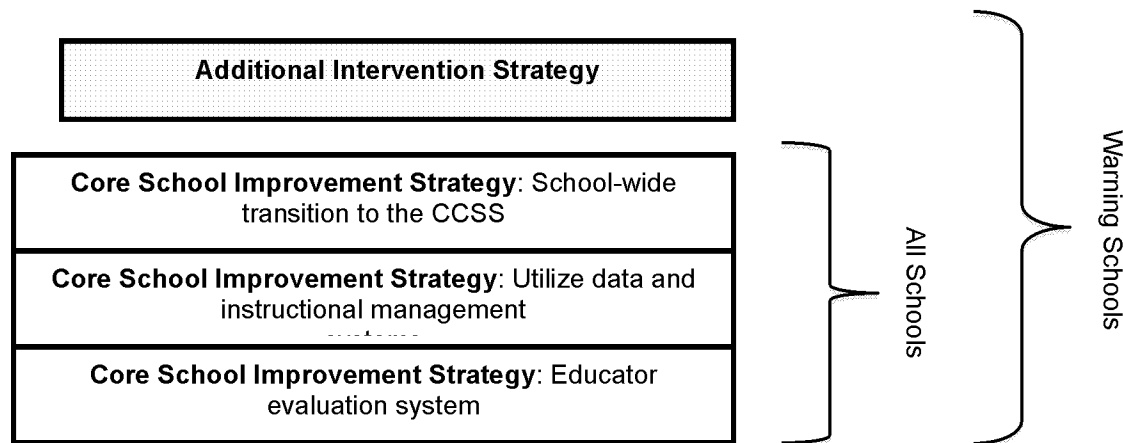 Additional Intervention Strategy
Core School Improvement Strategy: School-wide
transition to the CCSS
Core School Improvement Strategy: Utilize data and
instructional management
Core School Improvement Strategy: Educator
evaluation system
All Schools
Warning Schools